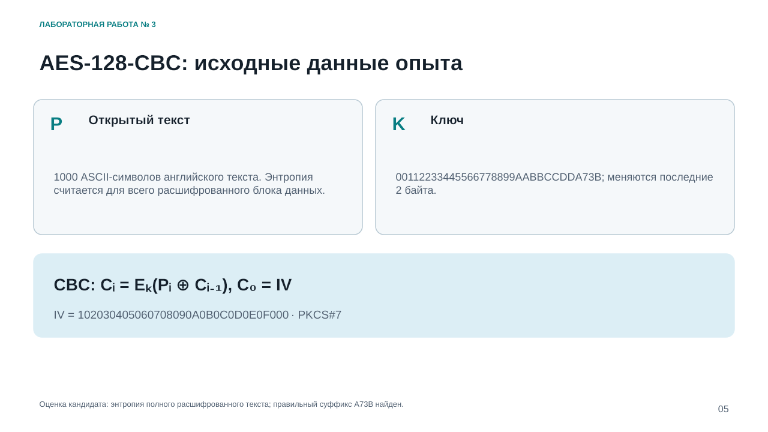 ЛАБОРАТОРНАЯ РАБОТА № 3
AES-128-CBC: исходные данные опыта
P
Открытый текст
1000 ASCII-символов английского текста. Энтропия
считается для всего расшифрованного блока данных.
K
Ключ
00112233445566778899AABBCCDDA73B; меняются последние
2 байта.
CBC: Cᵢ = Eₖ(Pᵢ ⊕ Cᵢ₋₁), C₀ = IV
IV = 102030405060708090A0B0C0D0E0F000 · PKCS#7
Оценка кандидата: энтропия полного расшифрованного текста; правильный суффикс A73B найден.
05